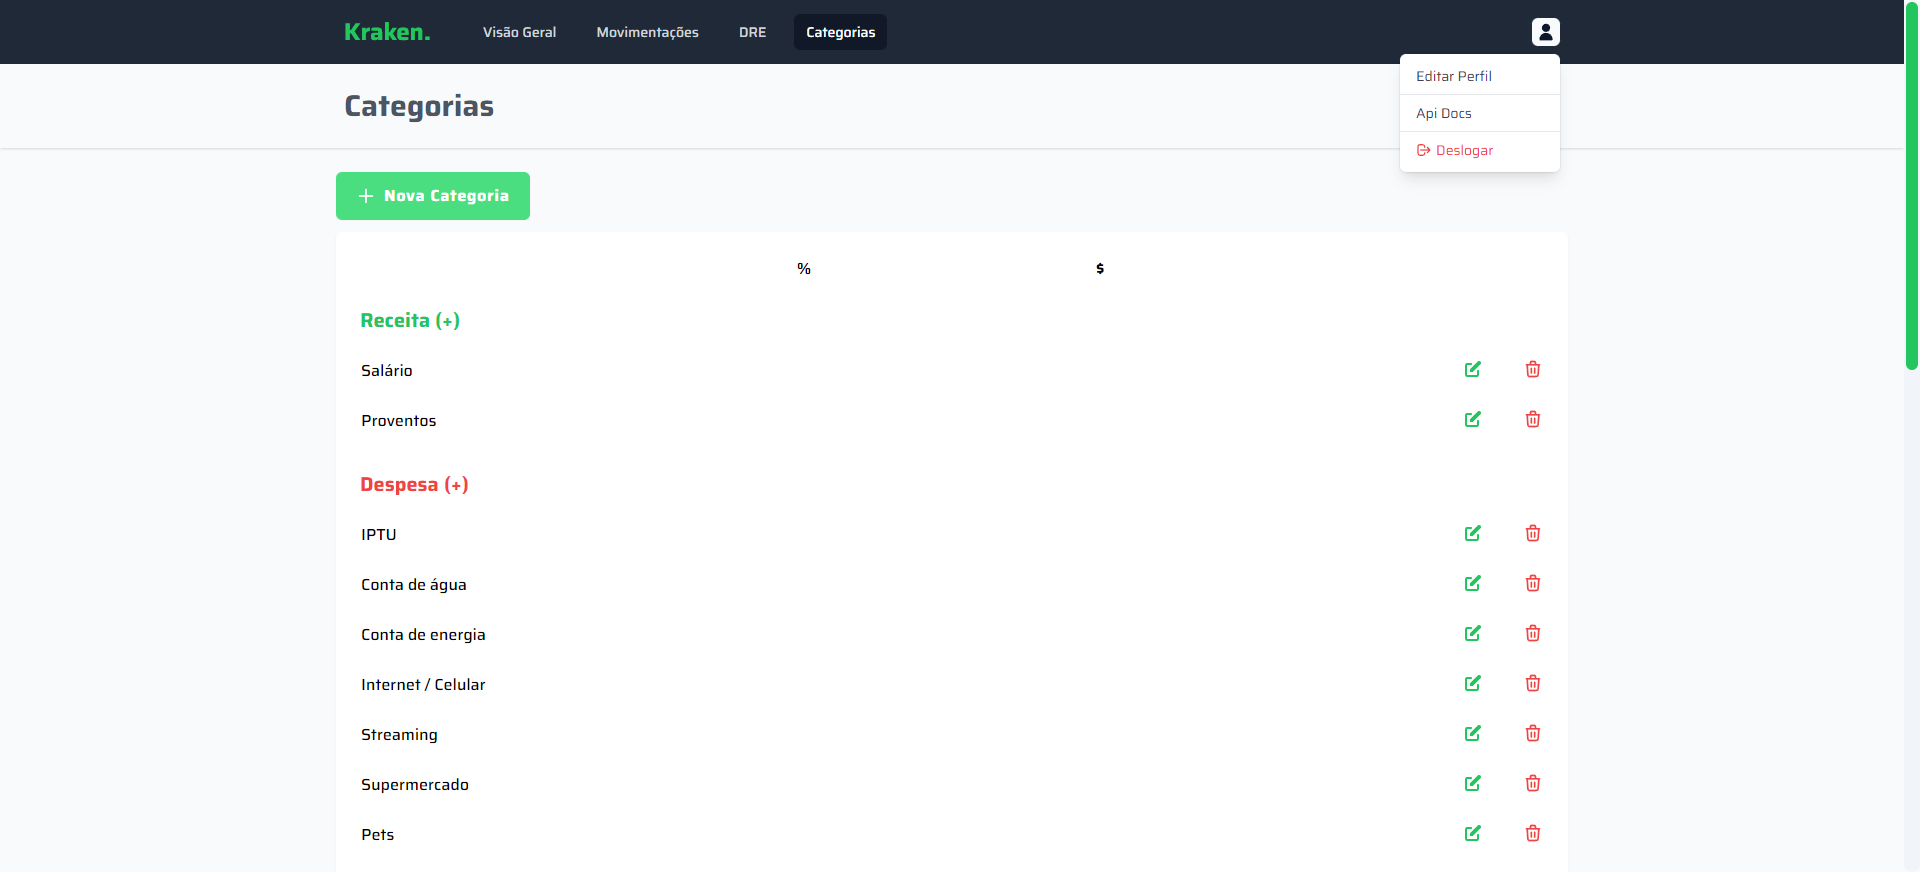 Kraken. Visão Geral Movimentações DRE Categorias
Editar Perfil
Categorias
Api Docs
Deslogar
Nova Categoria
% $
Receita (+)
Salário
Proventos
Despesa (+)
IPTU
Conta de água
Conta de energia
Internet / Celular
Streaming
Supermercado
Pets